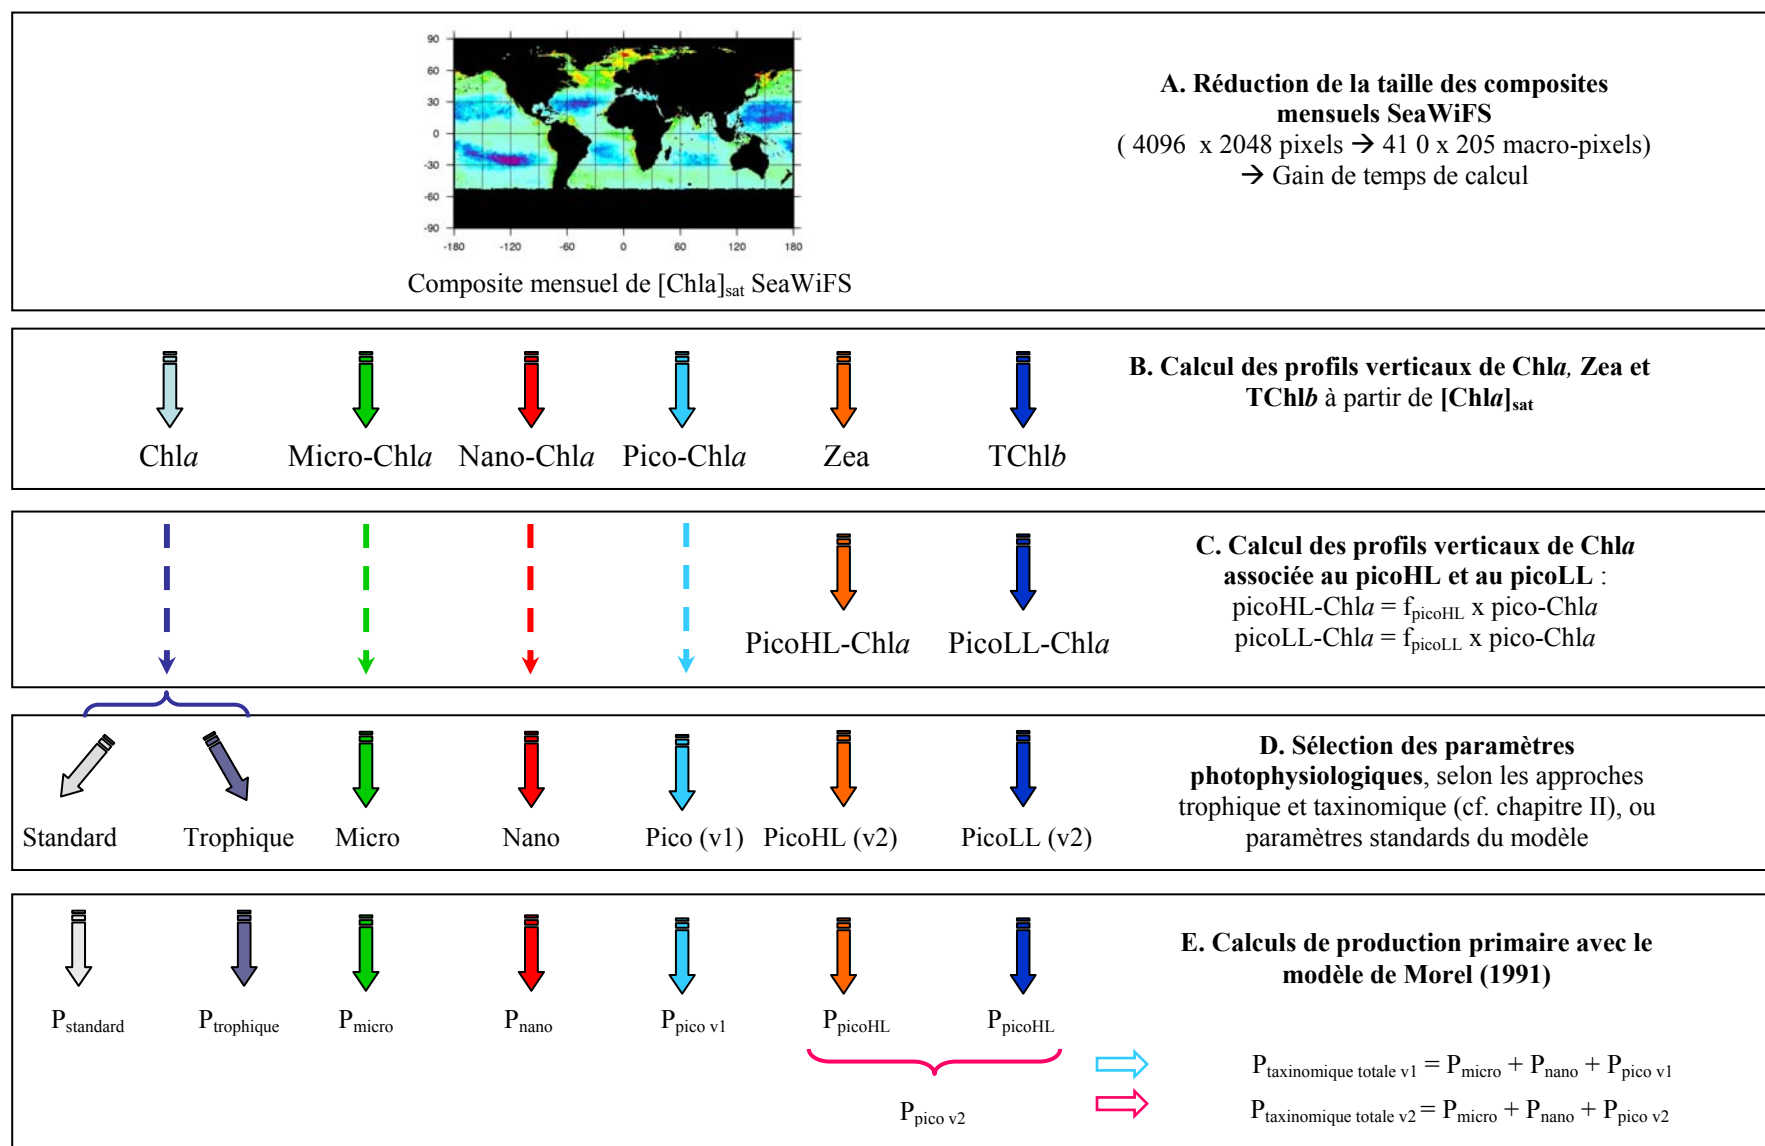 90
60
30
0
-30
-60
-90
-180 -120 -60 0 60 120 180
Composite mensuel de [Chla]sat SeaWiFS
A. Réduction de la taille des composites
mensuels SeaWiFS
( 4096 x 2048 pixels → 41 0 x 205 macro-pixels)
→ Gain de temps de calcul
Chla Micro-Chla Nano-Chla Pico-Chla Zea TChlb
B. Calcul des profils verticaux de Chla, Zea et
TChlb à partir de [Chla]sat
PicoHL-Chla PicoLL-Chla
C. Calcul des profils verticaux de Chla
associée au picoHL et au picoLL :
picoHL-Chla = fpicoHL x pico-Chla
picoLL-Chla = fpicoLL x pico-Chla
Standard Trophique Micro Nano Pico (v1) PicoHL (v2) PicoLL (v2)
D. Sélection des paramètres
photophysiologiques, selon les approches
trophique et taxinomique (cf. chapitre II), ou
paramètres standards du modèle
E. Calculs de production primaire avec le
modèle de Morel (1991)
Pstandard Ptrophique Pmicro Pnano Ppico v1 PpicoHL PpicoHL
Ppico v2
Ptaxinomique totale v1 = Pmicro + Pnano + Ppico v1
Ptaxinomique totale v2 = Pmicro + Pnano + Ppico v2